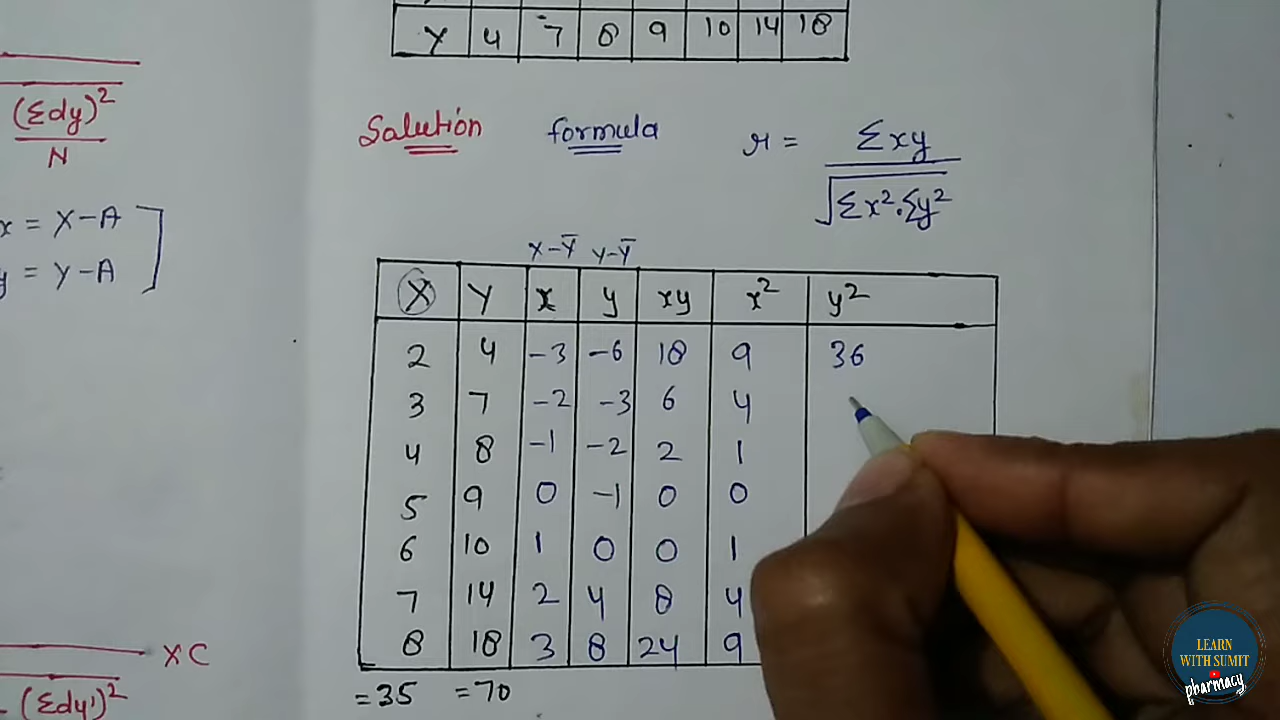 Y 4 7 8 9 10 14 18
(Σdy)²
N
Solution formula r = Σxy
√Σx².Σy²
x = X-A
y = Y-A
X-Y̅ Y-Y̅
X Y x y xy x² y²
2 4 -3 -6 18 9 36
3 7 -2 -3 6 4
4 8 -1 -2 2 1
5 9 0 -1 0 0
6 10 1 0 0 1
7 14 2 4 8 4
8 18 3 8 24 9
=35 =70
XC
(Σdy')²
LEARN
WITH SUMIT
pharmacy